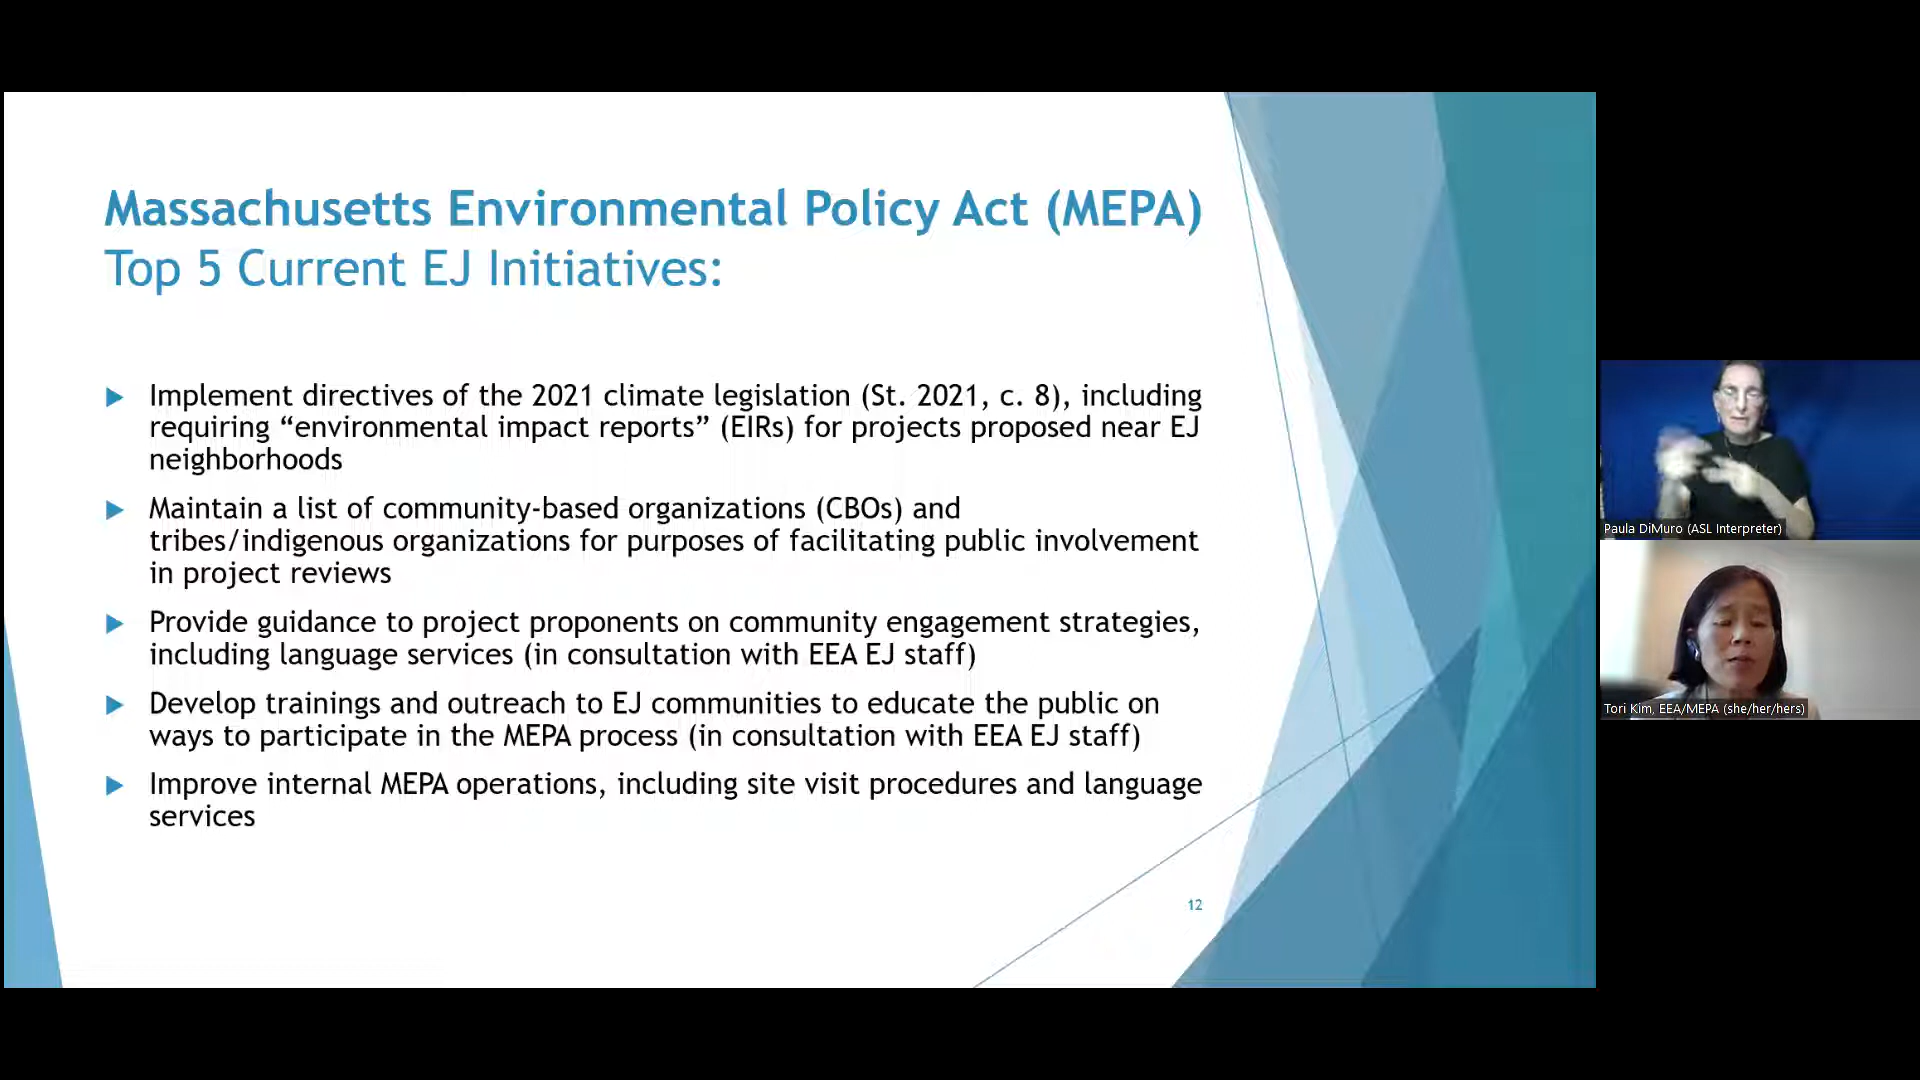 Massachusetts Environmental Policy Act (MEPA)
Top 5 Current EJ Initiatives:
Implement directives of the 2021 climate legislation (St. 2021, c. 8), including
requiring “environmental impact reports” (EIRs) for projects proposed near EJ
neighborhoods
Maintain a list of community-based organizations (CBOs) and
tribes/indigenous organizations for purposes of facilitating public involvement
in project reviews
Provide guidance to project proponents on community engagement strategies,
including language services (in consultation with EEA EJ staff)
Develop trainings and outreach to EJ communities to educate the public on
ways to participate in the MEPA process (in consultation with EEA EJ staff)
Improve internal MEPA operations, including site visit procedures and language
services
12
Paula DiMuro (ASL Interpreter)
Tori Kim, EEA/MEPA (she/her/hers)